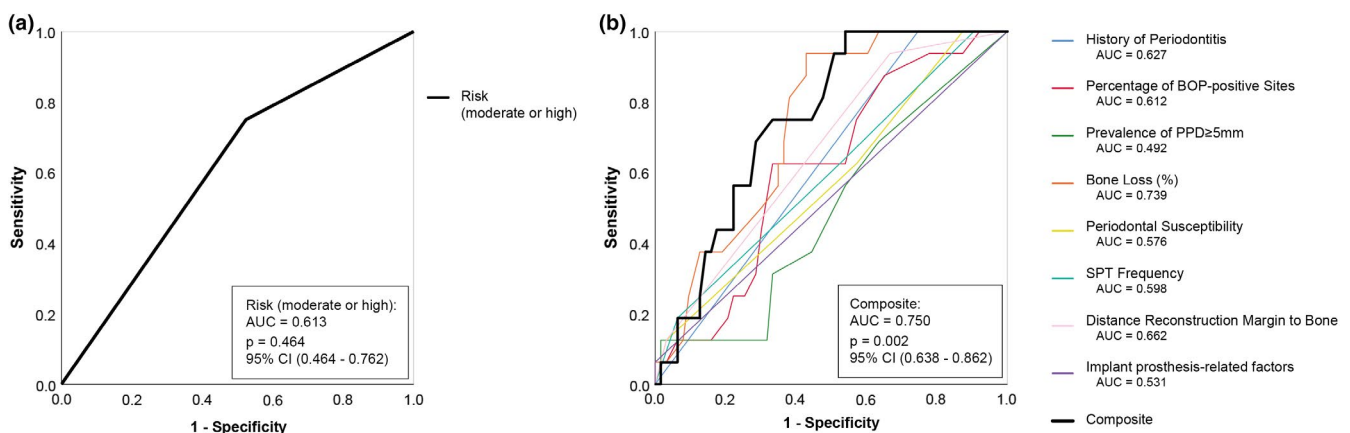 (a)
1.0
0.8
0.6
0.4
0.2
0.0
Sensitivity
0.0 0.2 0.4 0.6 0.8 1.0
1 - Specificity
Risk (moderate or high):
AUC = 0.613
p = 0.464
95% CI (0.464 - 0.762)
Risk
(moderate or high)
(b)
1.0
0.8
0.6
0.4
0.2
0.0
Sensitivity
0.0 0.2 0.4 0.6 0.8 1.0
1 - Specificity
Composite:
AUC = 0.750
p = 0.002
95% CI (0.638 - 0.862)
History of Periodontitis
AUC = 0.627
Percentage of BOP-positive Sites
AUC = 0.612
Prevalence of PPD≥5mm
AUC = 0.492
Bone Loss (%)
AUC = 0.739
Periodontal Susceptibility
AUC = 0.576
SPT Frequency
AUC = 0.598
Distance Reconstruction Margin to Bone
AUC = 0.662
Implant prosthesis-related factors
AUC = 0.531
Composite